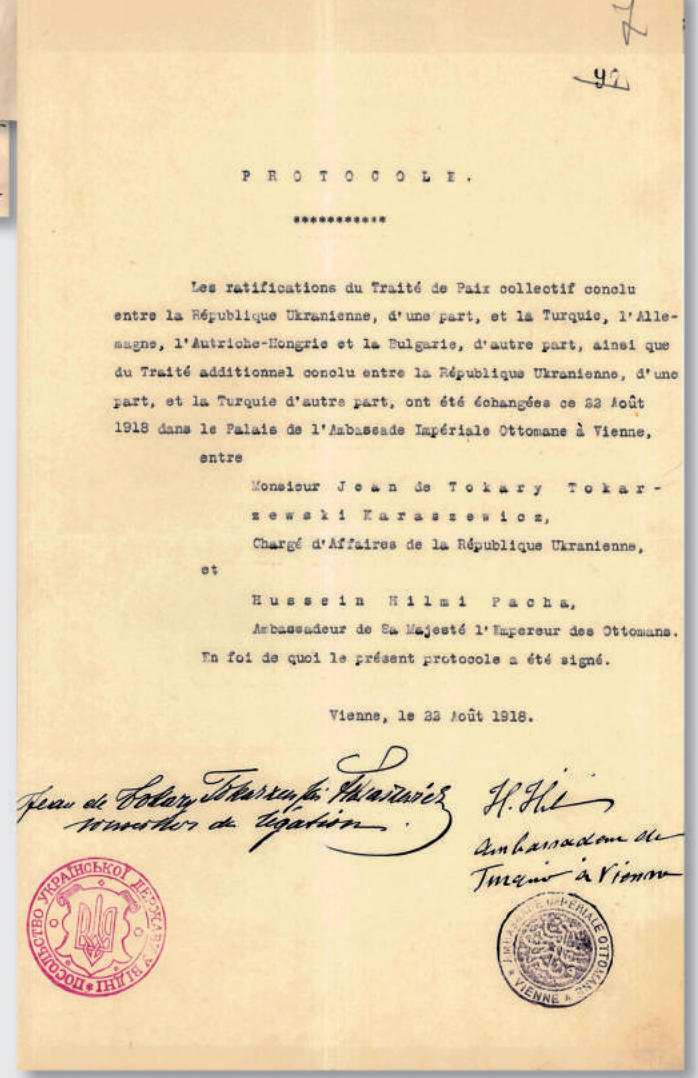 7
97
PROTOCOLE.
***********
Les ratifications du Traité de Paix collectif conclu
entre la République Ukranienne, d'une part, et la Turquie, l'Alle-
magne, l'Autriche-Hongrie et la Bulgarie, d'autre part, ainsi que
du Traité additionnel conclu entre la République Ukranienne, d'une
part, et la Turquie d'autre part, ont été échangées ce 22 Août
1918 dans le Palais de l'Ambassade Impériale Ottomane à Vienne,
entre
Monsieur Jean de Tokary Tokar-
zewski Karaszewicz,
Chargé d'Affaires de la République Ukranienne,
et
Hussein Hilmi Pacha,
Ambassadeur de Sa Majesté l'Empereur des Ottomans.
En foi de quoi le présent protocole a été signé.
Vienne, le 22 Août 1918.
Jean de Tokary Tokarzewski Karaszewicz
conseiller de légation.
H. Hil
Ambassadeur de
Turquie à Vienne
ПОСОЛЬСТВО УКРАЇНСЬКОЇ ДЕРЖАВИ У ВІДНІ
AMBASSADE IMPÉRIALE OTTOMANE
VIENNE